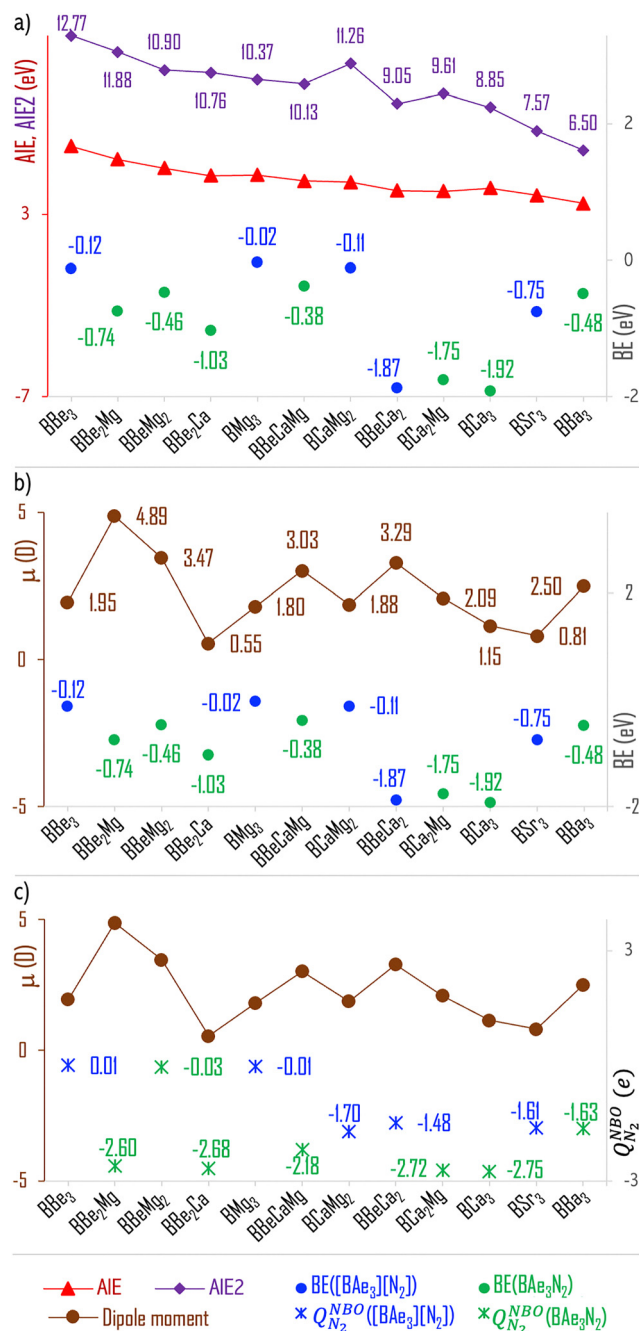 a)
12.77
11.88
10.90
10.76
10.37
10.13
11.26
9.05
9.61
8.85
7.57
6.50
AIE, AIE2 (eV)
3
-7
2
0
-2
BE (eV)
-0.12
-0.74
-0.46
-1.03
-0.02
-0.38
-0.11
-1.87
-1.75
-1.92
-0.75
-0.48
BBe₃
BBe₂Mg
BBeMg₂
BBe₂Ca
BMg₃
BBeCaMg
BCaMg₂
BBeCa₂
BCa₂Mg
BCa₃
BSr₃
BBa₃
b)
μ (D)
5
0
-5
4.89
3.47
1.95
0.55
1.80
3.03
1.88
3.29
2.09
1.15
2.50
0.81
2
-2
BE (eV)
-0.12
-0.74
-0.46
-1.03
-0.02
-0.38
-0.11
-1.87
-1.75
-1.92
-0.75
-0.48
BBe₃
BBe₂Mg
BBeMg₂
BBe₂Ca
BMg₃
BBeCaMg
BCaMg₂
BBeCa₂
BCa₂Mg
BCa₃
BSr₃
BBa₃
c)
μ (D)
5
0
-5
3
-3
Q_{N₂}^{NBO} (e)
0.01
-2.60
-0.03
-2.68
-0.01
-2.18
-1.70
-1.48
-2.72
-2.75
-1.61
-1.63
BBe₃
BBe₂Mg
BBeMg₂
BBe₂Ca
BMg₃
BBeCaMg
BCaMg₂
BBeCa₂
BCa₂Mg
BCa₃
BSr₃
BBa₃
AIE
AIE2
BE([BAe₃][N₂])
BE(BAe₃N₂)
Dipole moment
Q_{N₂}^{NBO}([BAe₃][N₂])
Q_{N₂}^{NBO}(BAe₃N₂)